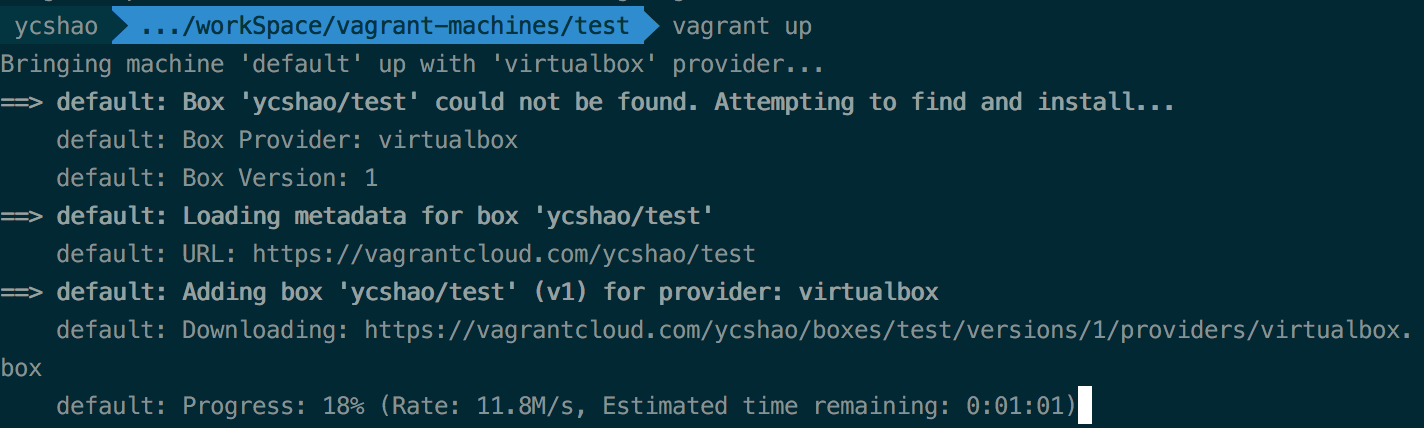 ycshao .../workSpace/vagrant-machines/test vagrant up
Bringing machine 'default' up with 'virtualbox' provider...
==> default: Box 'ycshao/test' could not be found. Attempting to find and install...
default: Box Provider: virtualbox
default: Box Version: 1
==> default: Loading metadata for box 'ycshao/test'
default: URL: https://vagrantcloud.com/ycshao/test
==> default: Adding box 'ycshao/test' (v1) for provider: virtualbox
default: Downloading: https://vagrantcloud.com/ycshao/boxes/test/versions/1/providers/virtualbox.
box
default: Progress: 18% (Rate: 11.8M/s, Estimated time remaining: 0:01:01)